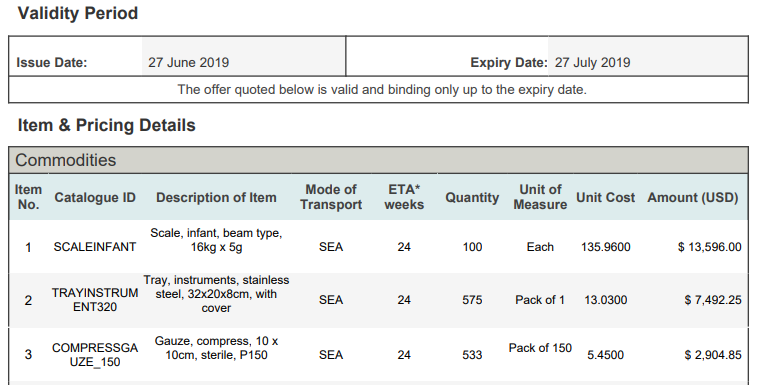 Validity Period
Issue Date: 27 June 2019 Expiry Date: 27 July 2019
The offer quoted below is valid and binding only up to the expiry date.
Item & Pricing Details
Commodities
Item No. Catalogue ID Description of Item Mode of Transport ETA* weeks Quantity Unit of Measure Unit Cost Amount (USD)
1 SCALEINFANT Scale, infant, beam type, 16kg x 5g SEA 24 100 Each 135.9600 $ 13,596.00
2 TRAYINSTRUMENT320 Tray, instruments, stainless steel, 32x20x8cm, with cover SEA 24 575 Pack of 1 13.0300 $ 7,492.25
3 COMPRESSGAUZE_150 Gauze, compress, 10 x 10cm, sterile, P150 SEA 24 533 Pack of 150 5.4500 $ 2,904.85